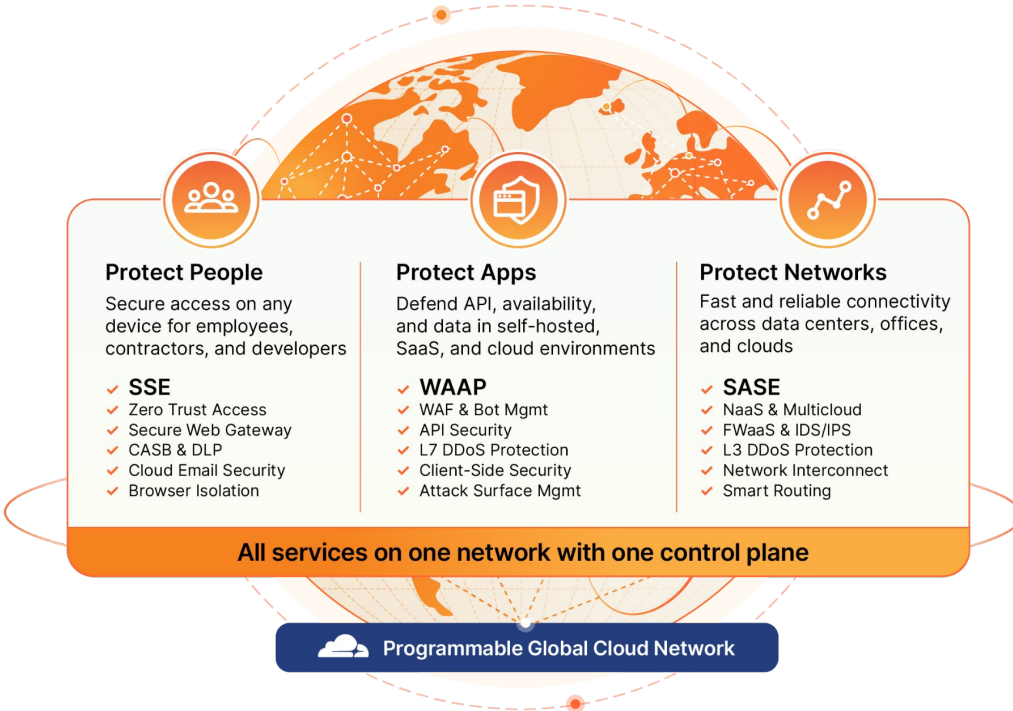 Protect People
Secure access on any
device for employees,
contractors, and developers
SSE
Zero Trust Access
Secure Web Gateway
CASB & DLP
Cloud Email Security
Browser Isolation
Protect Apps
Defend API, availability,
and data in self-hosted,
SaaS, and cloud environments
WAAP
WAF & Bot Mgmt
API Security
L7 DDoS Protection
Client-Side Security
Attack Surface Mgmt
Protect Networks
Fast and reliable connectivity
across data centers, offices,
and clouds
SASE
NaaS & Multicloud
FWaaS & IDS/IPS
L3 DDoS Protection
Network Interconnect
Smart Routing
All services on one network with one control plane
Programmable Global Cloud Network